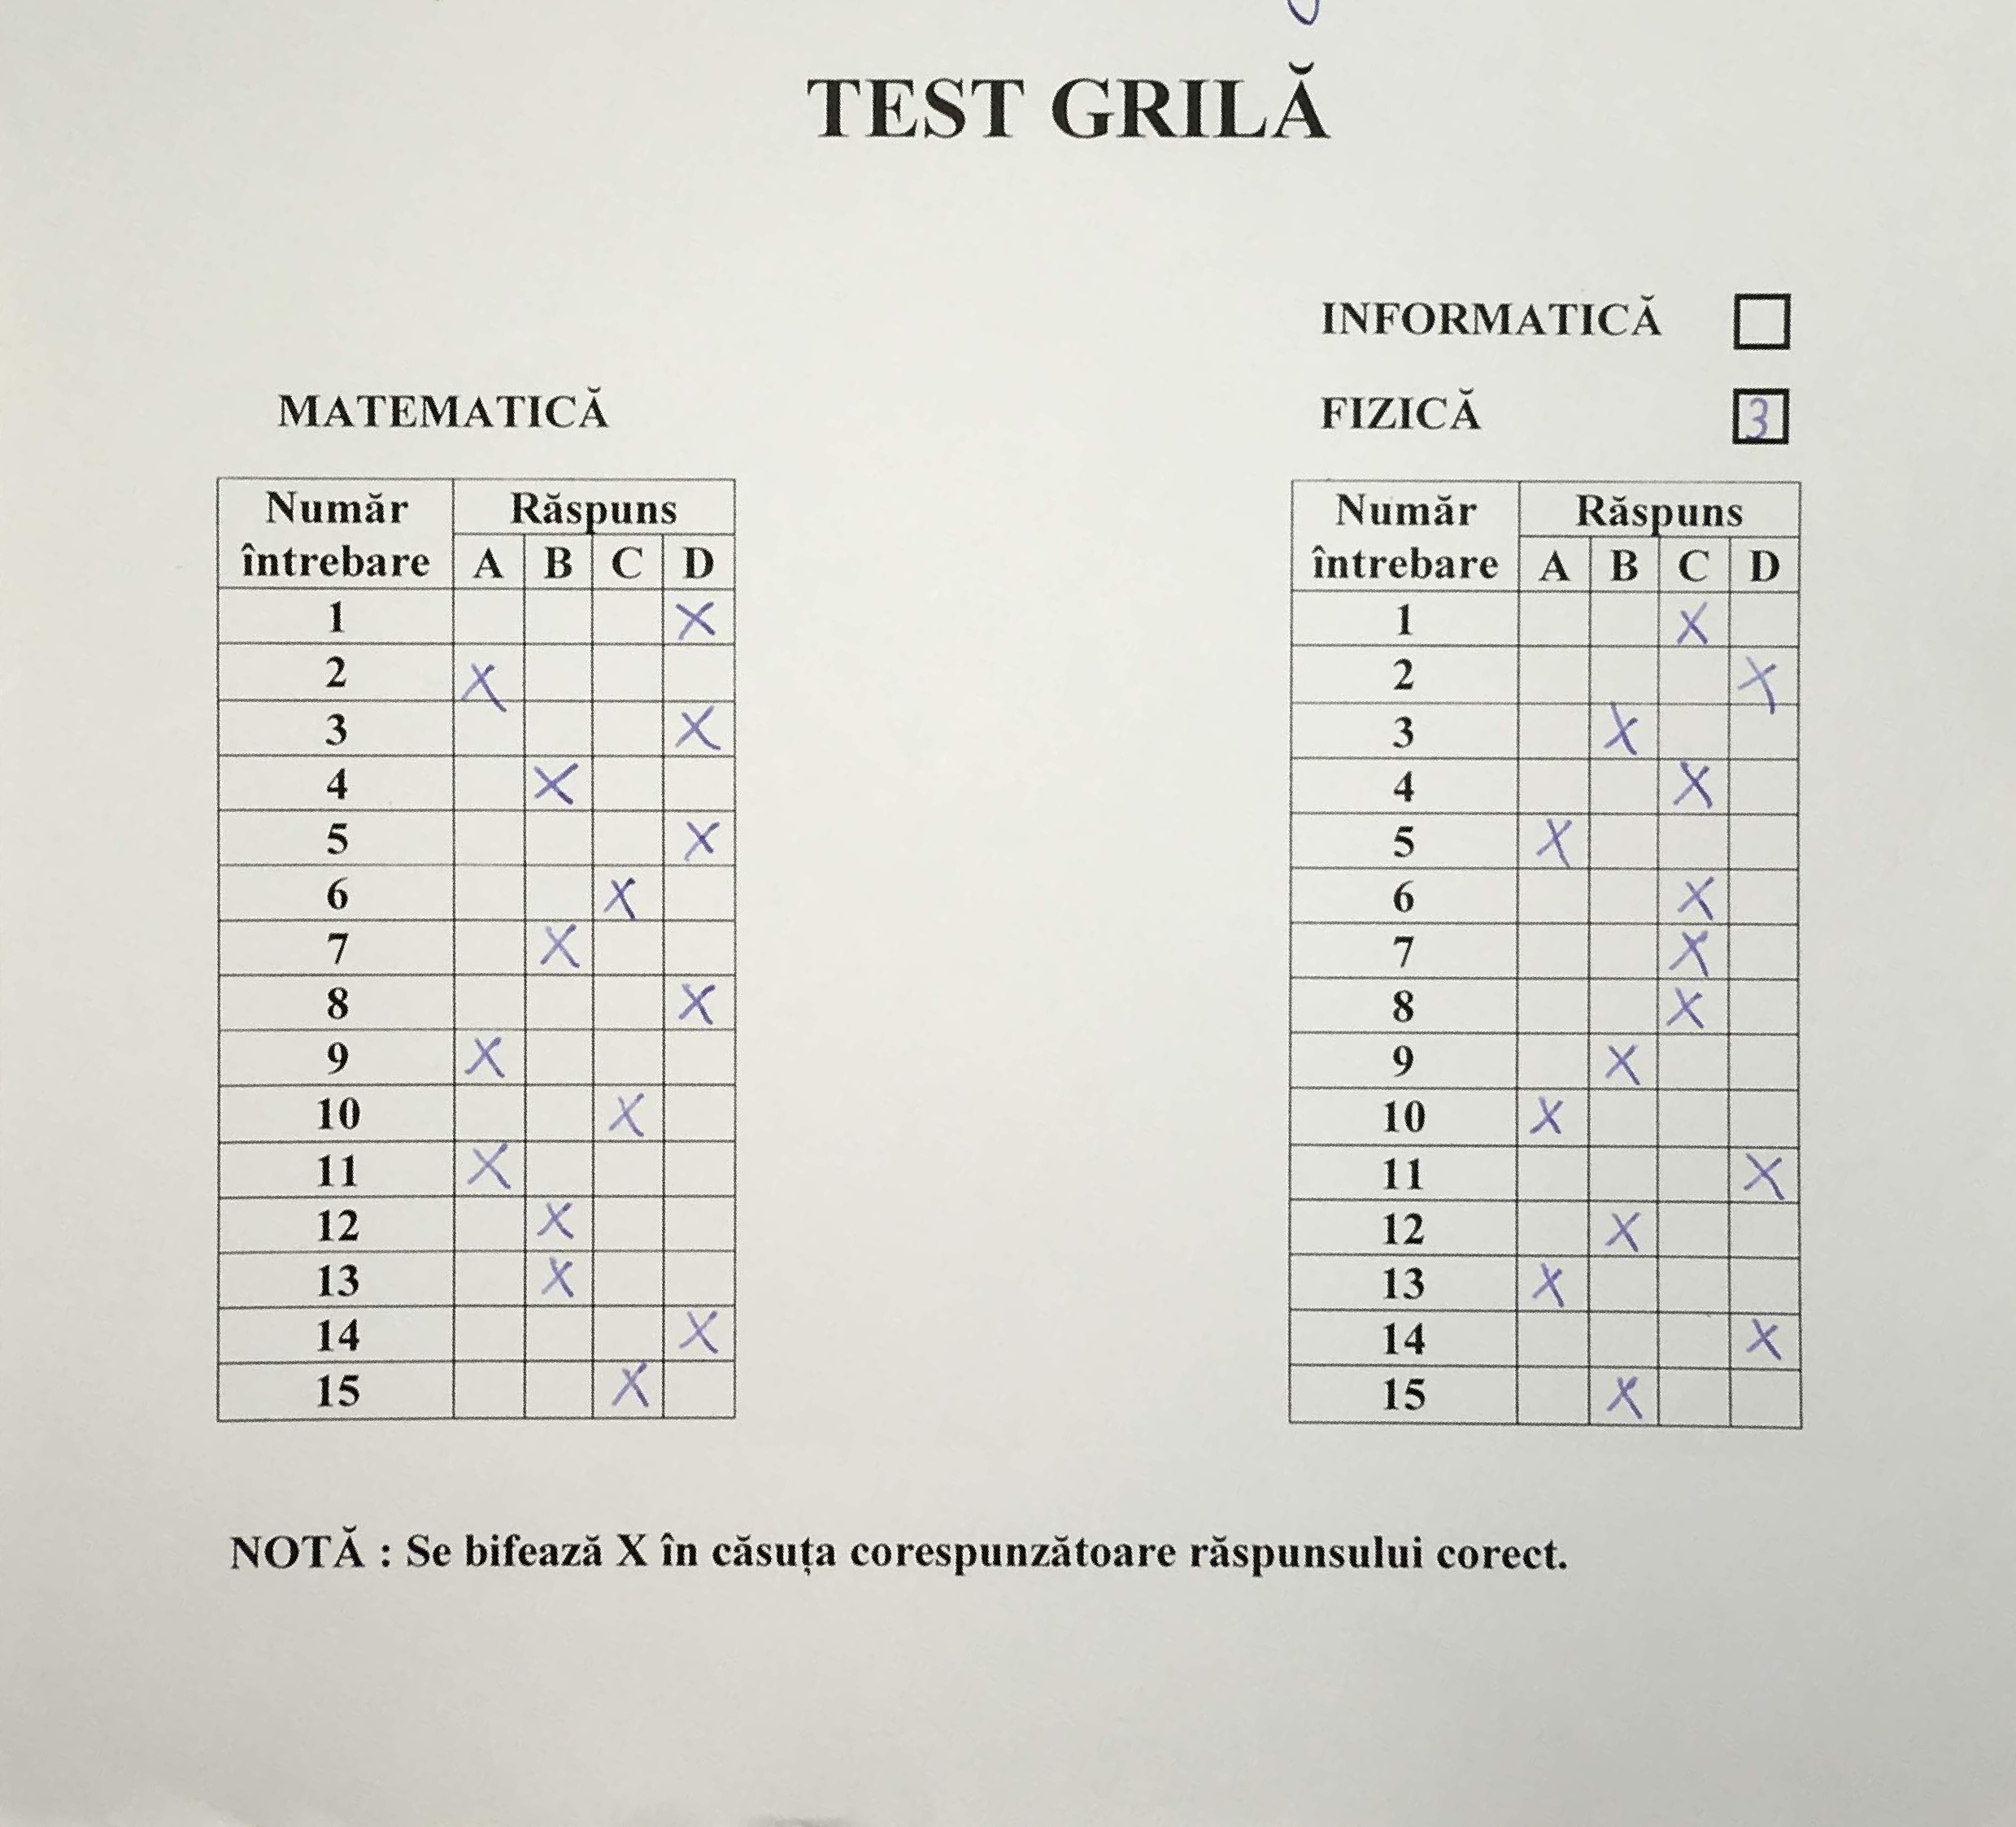 TEST GRILĂ
INFORMATICĂ
MATEMATICĂ
FIZICĂ 3
Număr întrebare Răspuns
A B C D
1 X
2 X
3 X
4 X
5 X
6 X
7 X
8 X
9 X
10 X
11 X
12 X
13 X
14 X
15 X
Număr întrebare Răspuns
A B C D
1 X
2 X
3 X
4 X
5 X
6 X
7 X
8 X
9 X
10 X
11 X
12 X
13 X
14 X
15 X
NOTĂ : Se bifează X în căsuța corespunzătoare răspunsului corect.